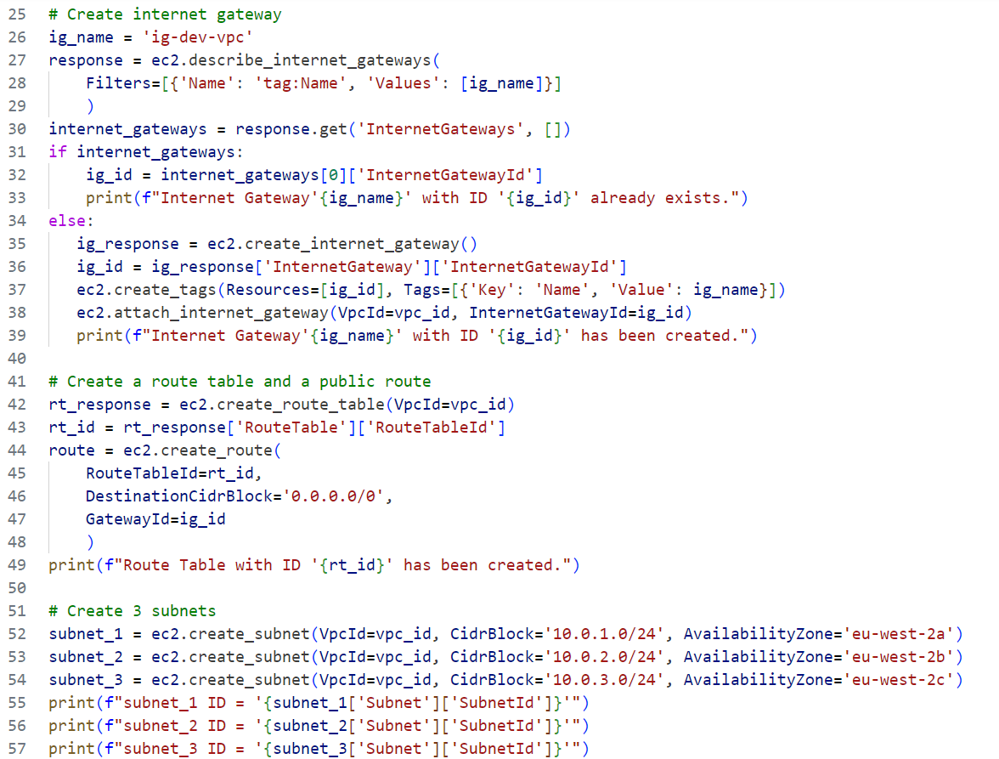 25 # Create internet gateway
26 ig_name = 'ig-dev-vpc'
27 response = ec2.describe_internet_gateways(
28     Filters=[{'Name': 'tag:Name', 'Values': [ig_name]}]
29     )
30 internet_gateways = response.get('InternetGateways', [])
31 if internet_gateways:
32     ig_id = internet_gateways[0]['InternetGatewayId']
33     print(f"Internet Gateway'{ig_name}' with ID '{ig_id}' already exists.")
34 else:
35    ig_response = ec2.create_internet_gateway()
36    ig_id = ig_response['InternetGateway']['InternetGatewayId']
37    ec2.create_tags(Resources=[ig_id], Tags=[{'Key': 'Name', 'Value': ig_name}])
38    ec2.attach_internet_gateway(VpcId=vpc_id, InternetGatewayId=ig_id)
39    print(f"Internet Gateway'{ig_name}' with ID '{ig_id}' has been created.")
40
41 # Create a route table and a public route
42 rt_response = ec2.create_route_table(VpcId=vpc_id)
43 rt_id = rt_response['RouteTable']['RouteTableId']
44 route = ec2.create_route(
45     RouteTableId=rt_id,
46     DestinationCidrBlock='0.0.0.0/0',
47     GatewayId=ig_id
48     )
49 print(f"Route Table with ID '{rt_id}' has been created.")
50
51 # Create 3 subnets
52 subnet_1 = ec2.create_subnet(VpcId=vpc_id, CidrBlock='10.0.1.0/24', AvailabilityZone='eu-west-2a')
53 subnet_2 = ec2.create_subnet(VpcId=vpc_id, CidrBlock='10.0.2.0/24', AvailabilityZone='eu-west-2b')
54 subnet_3 = ec2.create_subnet(VpcId=vpc_id, CidrBlock='10.0.3.0/24', AvailabilityZone='eu-west-2c')
55 print(f"subnet_1 ID = '{subnet_1['Subnet']['SubnetId']}'")
56 print(f"subnet_2 ID = '{subnet_2['Subnet']['SubnetId']}'")
57 print(f"subnet_3 ID = '{subnet_3['Subnet']['SubnetId']}'")